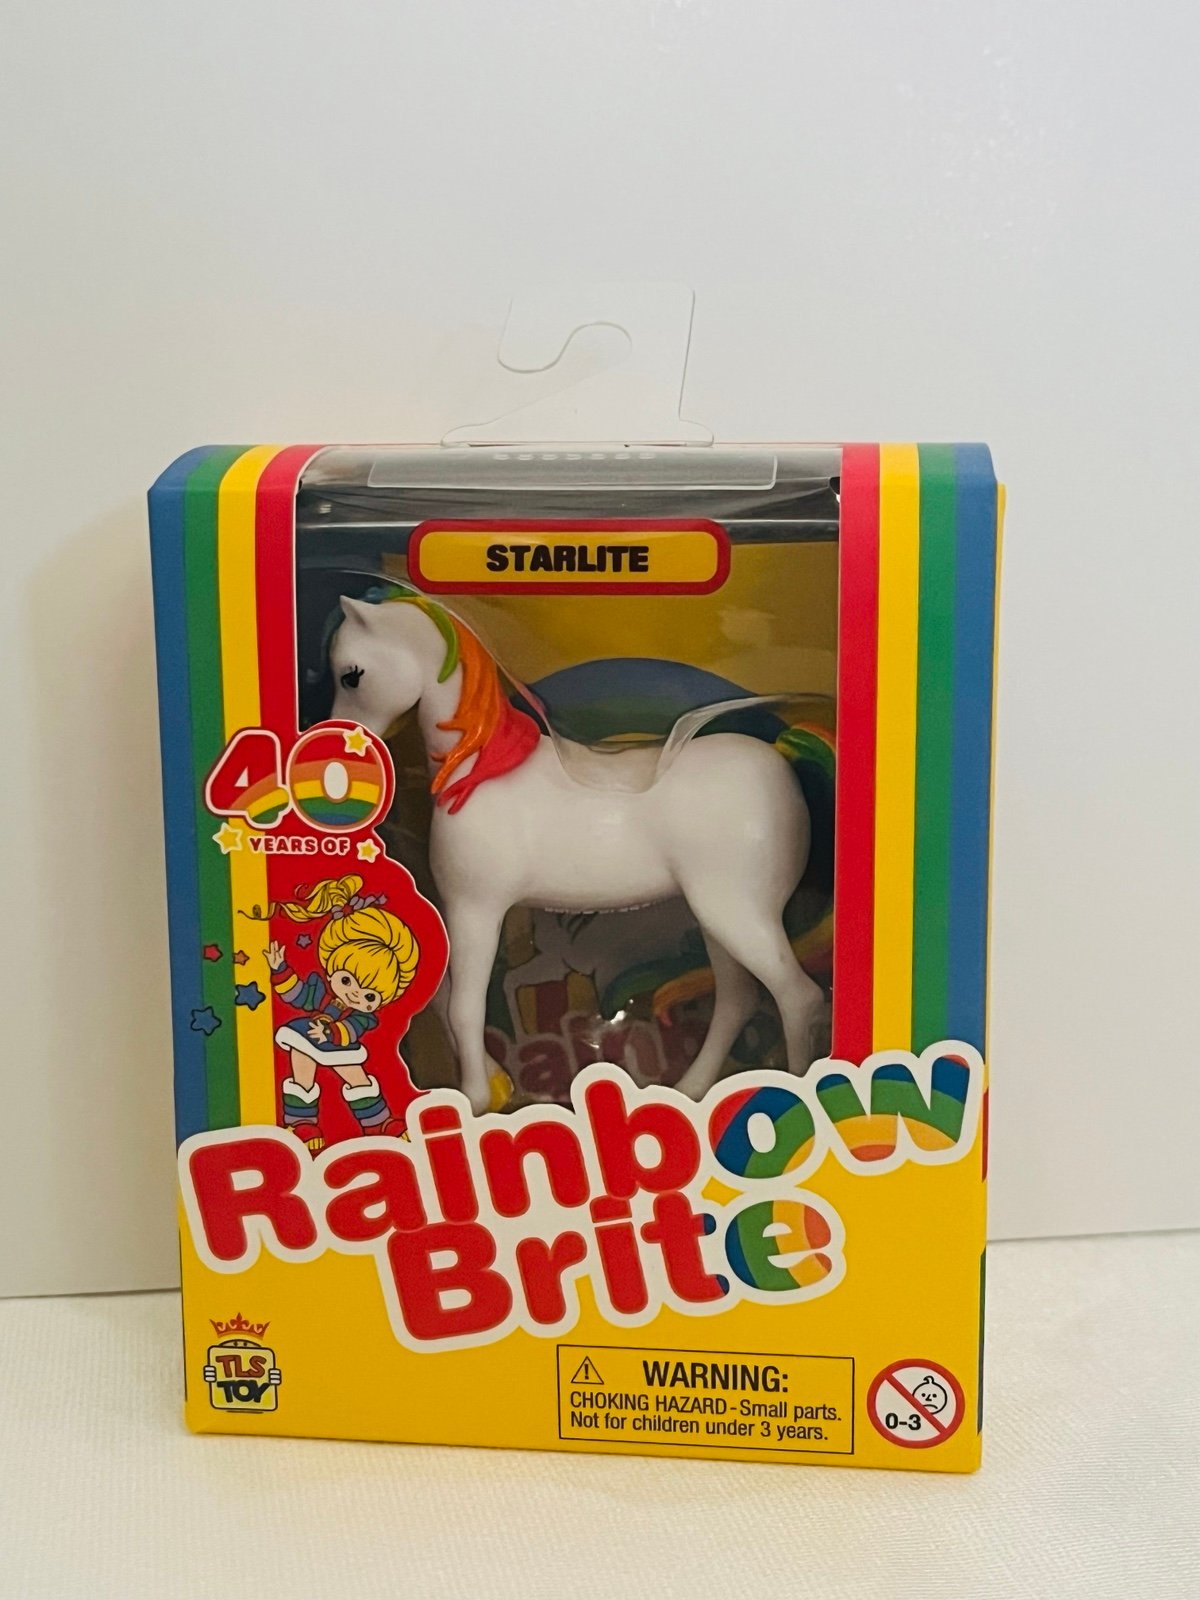 STARLITE
40
YEARS OF
Rainbow
Brite
TLS
TOY
WARNING:
CHOKING HAZARD - Small parts.
Not for children under 3 years.
0-3